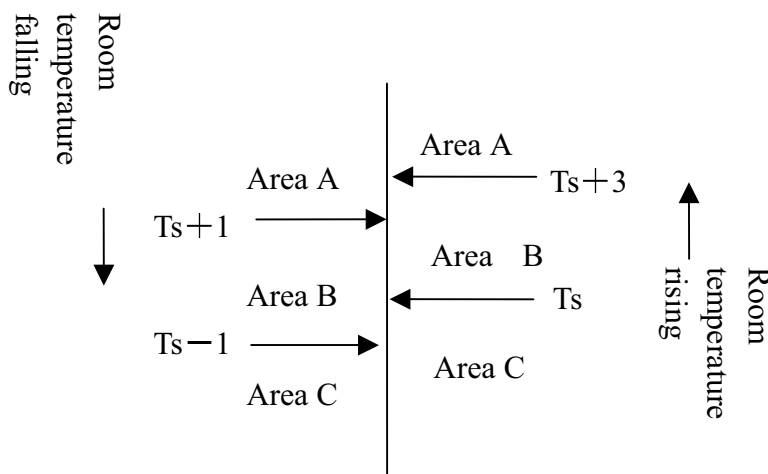 Room
temperature
falling
Area A
Ts+1
Area B
Ts−1
Area C
Area A
Ts+3
Area B
Ts
Area C
Room
temperature
rising